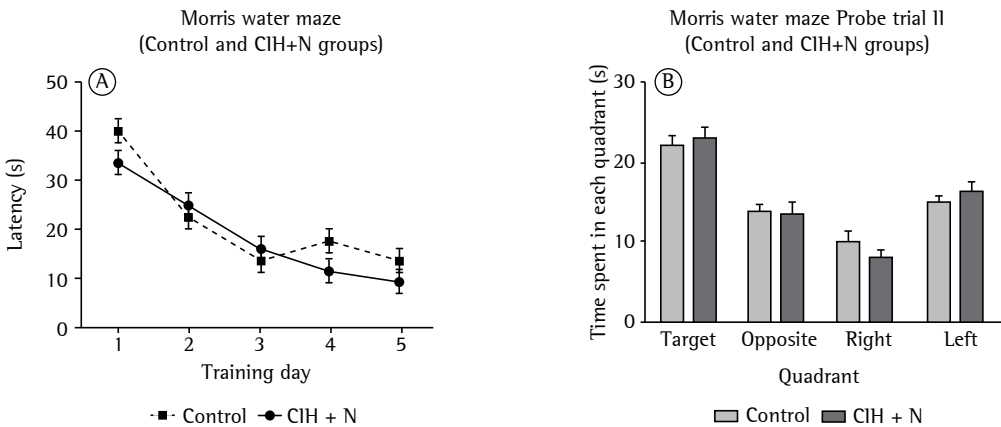 Morris water maze
(Control and CIH+N groups)
A
50
40
30
20
10
0
Latency (s)
1 2 3 4 5
Training day
Control CIH + N
Morris water maze Probe trial II
(Control and CIH+N groups)
B
30
20
10
0
Time spent in each quadrant (s)
Target Opposite Right Left
Quadrant
Control CIH + N